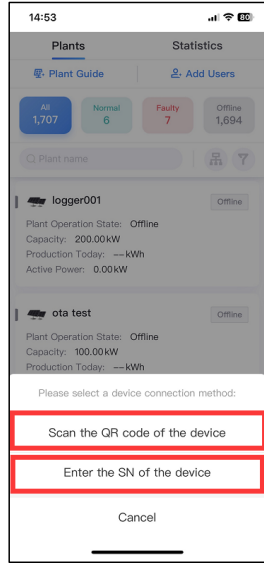 14:53
80
Plants Statistics
Plant Guide Add Users
All Normal Faulty Offline
1,707 6 7 1,694
Plant name
logger001 Offline
Plant Operation State: Offline
Capacity: 200.00kW
Production Today: --kWh
Active Power: 0.00kW
ota test Offline
Plant Operation State: Offline
Capacity: 100.00kW
Production Today: --kWh
Please select a device connection method:
Scan the QR code of the device
Enter the SN of the device
Cancel